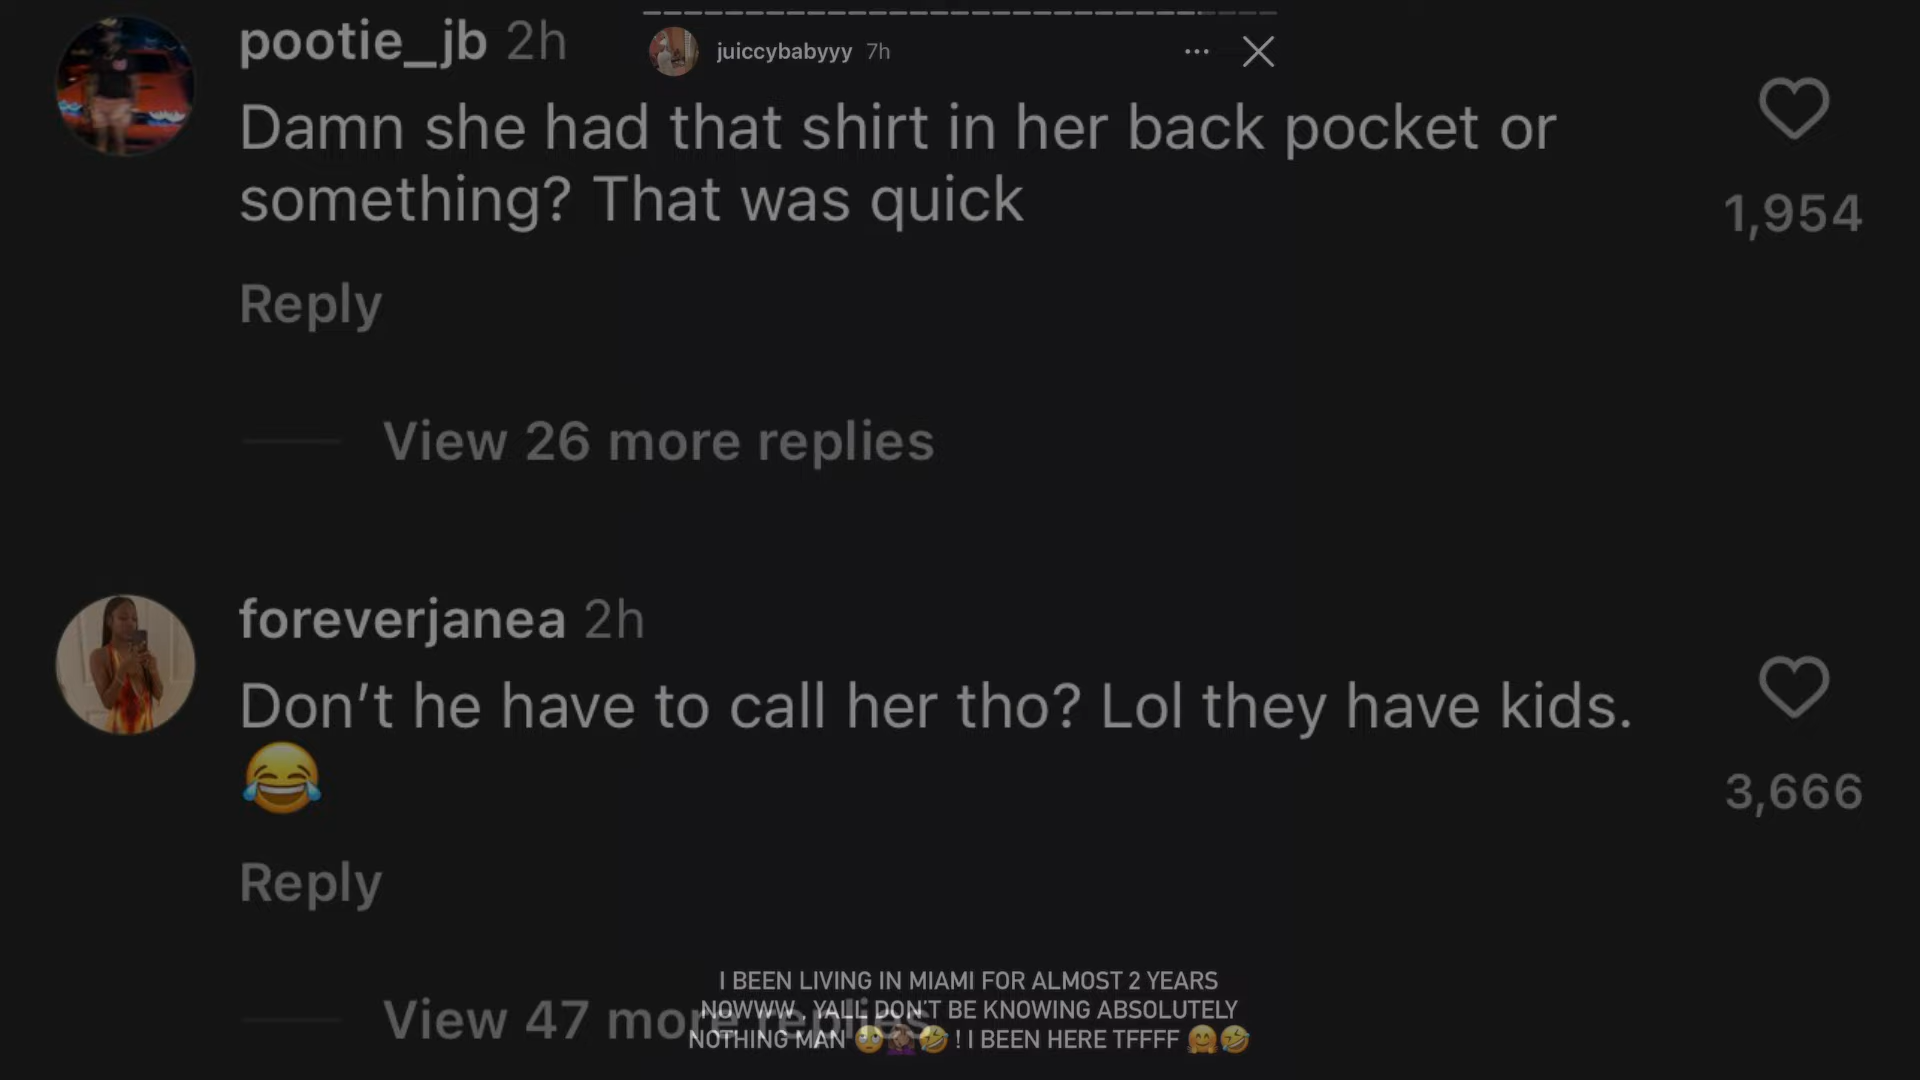 pootie_jb 2h
juiccybabyyy 7h
Damn she had that shirt in her back pocket or
something? That was quick
1,954
Reply
View 26 more replies
foreverjanea 2h
Don't he have to call her tho? Lol they have kids.
😂
3,666
Reply
View 47 more replies
I BEEN LIVING IN MIAMI FOR ALMOST 2 YEARS
NOWWW , YALL DON'T BE KNOWING ABSOLUTELY
NOTHING MAN 🥺🤦🏽‍♀️🤣 ! I BEEN HERE TFFFF 🤗🤣